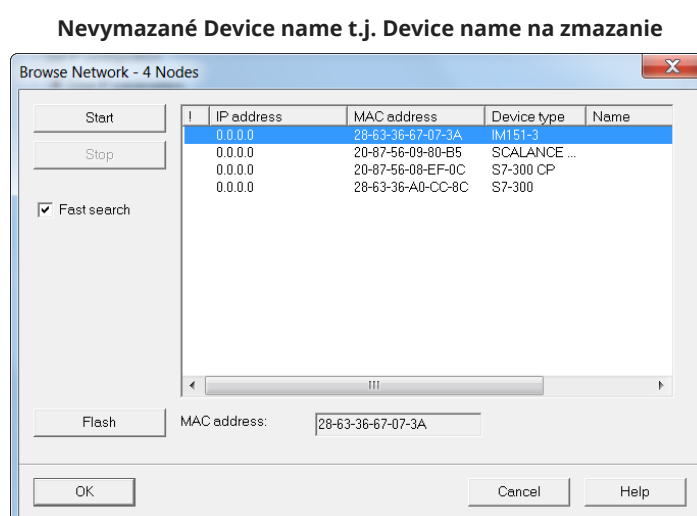 Nevymazané Device name t.j. Device name na zmazanie
Browse Network - 4 Nodes
Start
Stop
Fast search
! IP address MAC address Device type Name
0.0.0.0 28-63-36-67-07-3A IM151-3
0.0.0.0 20-87-56-09-80-B5 SCALANCE ...
0.0.0.0 20-87-56-08-EF-0C S7-300 CP
0.0.0.0 28-63-36-A0-CC-8C S7-300
Flash MAC address: 28-63-36-67-07-3A
OK Cancel Help